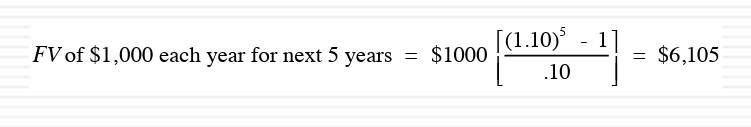 FV of $1,000 each year for next 5 years = $1000 [((1.10)^5 - 1) / .10] = $6,105